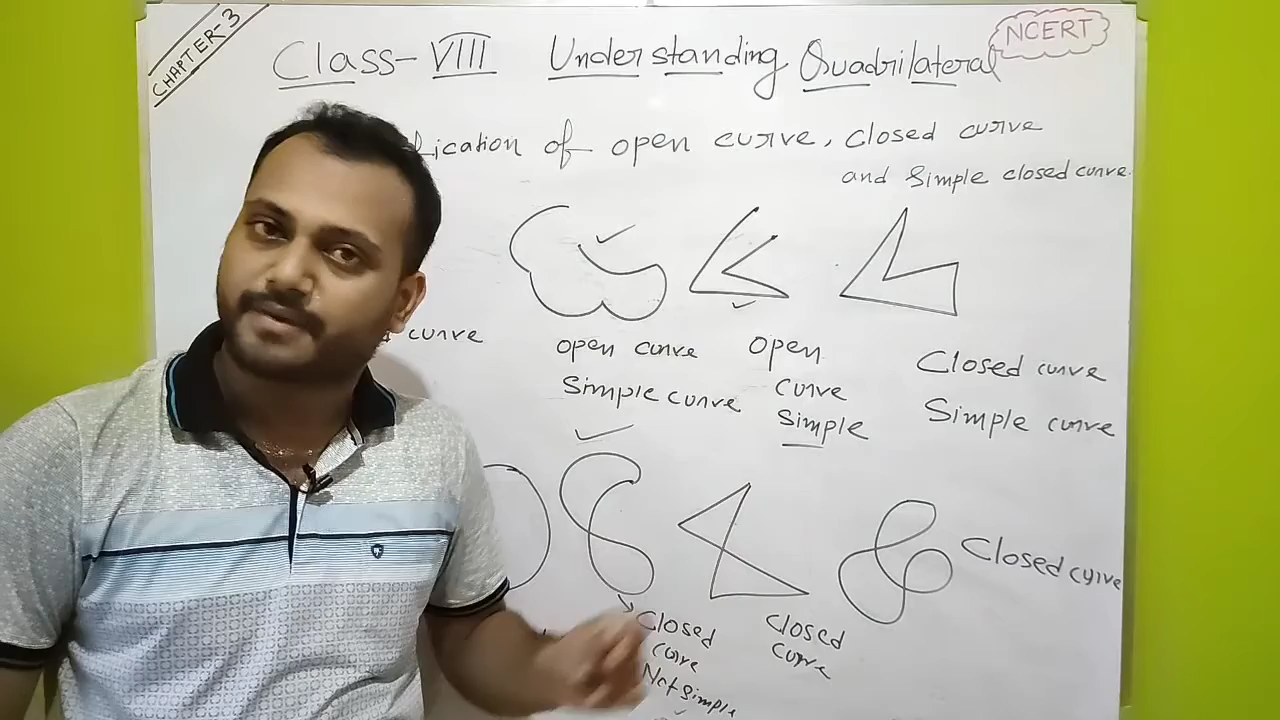 CHAPTER-3
Class-VIII Understanding Quadrilateral
NCERT
of open curve, closed curve
and Simple closed curve
curve
open curve
Simple curve
open
curve
Simple
Closed curve
Simple curve
Closed
curve
Not simple
Closed
curve
Closed curve